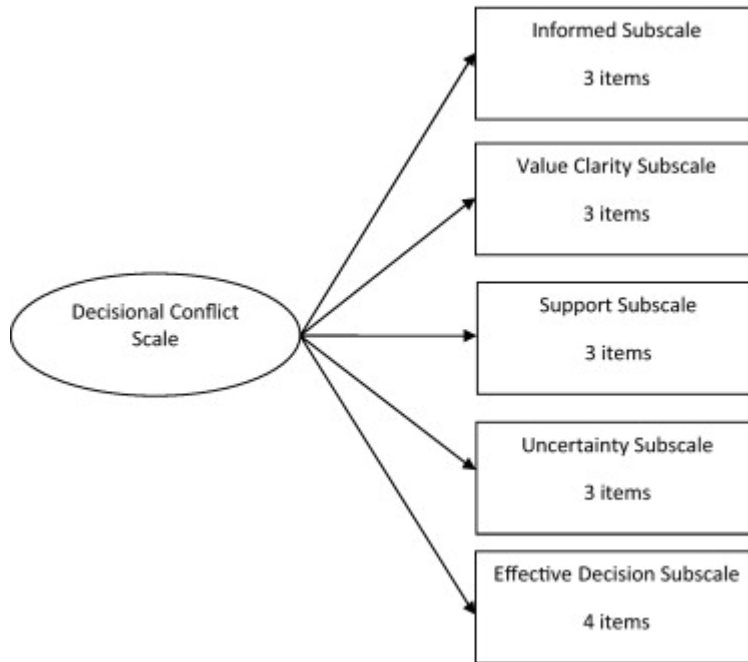 Informed Subscale
3 items
Value Clarity Subscale
3 items
Decisional Conflict
Scale
Support Subscale
3 items
Uncertainty Subscale
3 items
Effective Decision Subscale
4 items